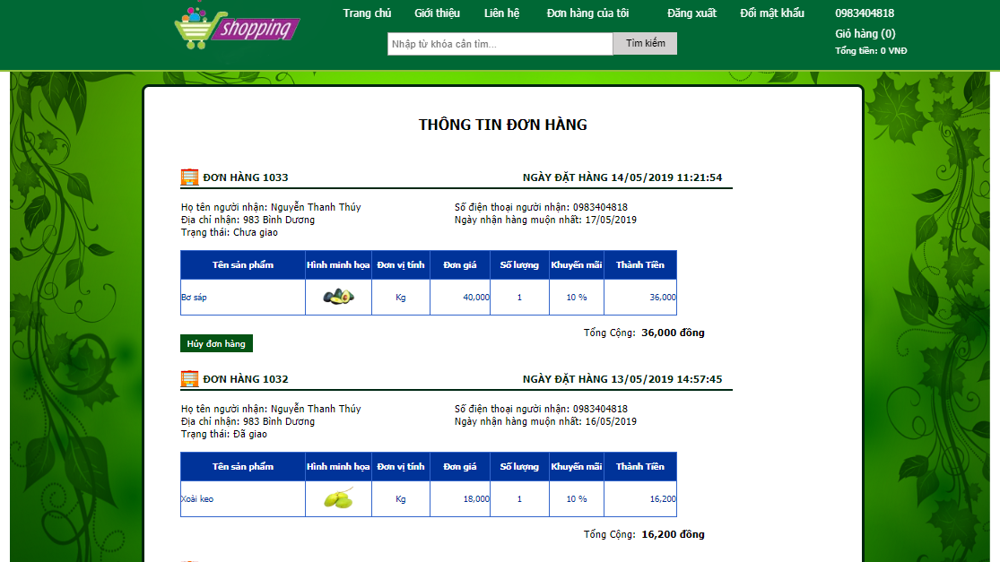 shopping
Trang chủ Giới thiệu Liên hệ Đơn hàng của tôi Đăng xuất Đổi mật khẩu 0983404818
Giỏ hàng (0)
Nhập từ khóa cần tìm... Tìm kiếm
Tổng tiền: 0 VNĐ
THÔNG TIN ĐƠN HÀNG
ĐƠN HÀNG 1033 NGÀY ĐẶT HÀNG 14/05/2019 11:21:54
Họ tên người nhận: Nguyễn Thanh Thúy Số điện thoại người nhận: 0983404818
Địa chỉ nhận: 983 Bình Dương Ngày nhận hàng muộn nhất: 17/05/2019
Trạng thái: Chưa giao
Tên sản phẩm Hình minh họa Đơn vị tính Đơn giá Số lượng Khuyến mãi Thành Tiền
Bơ sáp Kg 40,000 1 10 % 36,000
Tổng Cộng: 36,000 đồng
Hủy đơn hàng
ĐƠN HÀNG 1032 NGÀY ĐẶT HÀNG 13/05/2019 14:57:45
Họ tên người nhận: Nguyễn Thanh Thúy Số điện thoại người nhận: 0983404818
Địa chỉ nhận: 983 Bình Dương Ngày nhận hàng muộn nhất: 16/05/2019
Trạng thái: Đã giao
Tên sản phẩm Hình minh họa Đơn vị tính Đơn giá Số lượng Khuyến mãi Thành Tiền
Xoài keo Kg 18,000 1 10 % 16,200
Tổng Cộng: 16,200 đồng